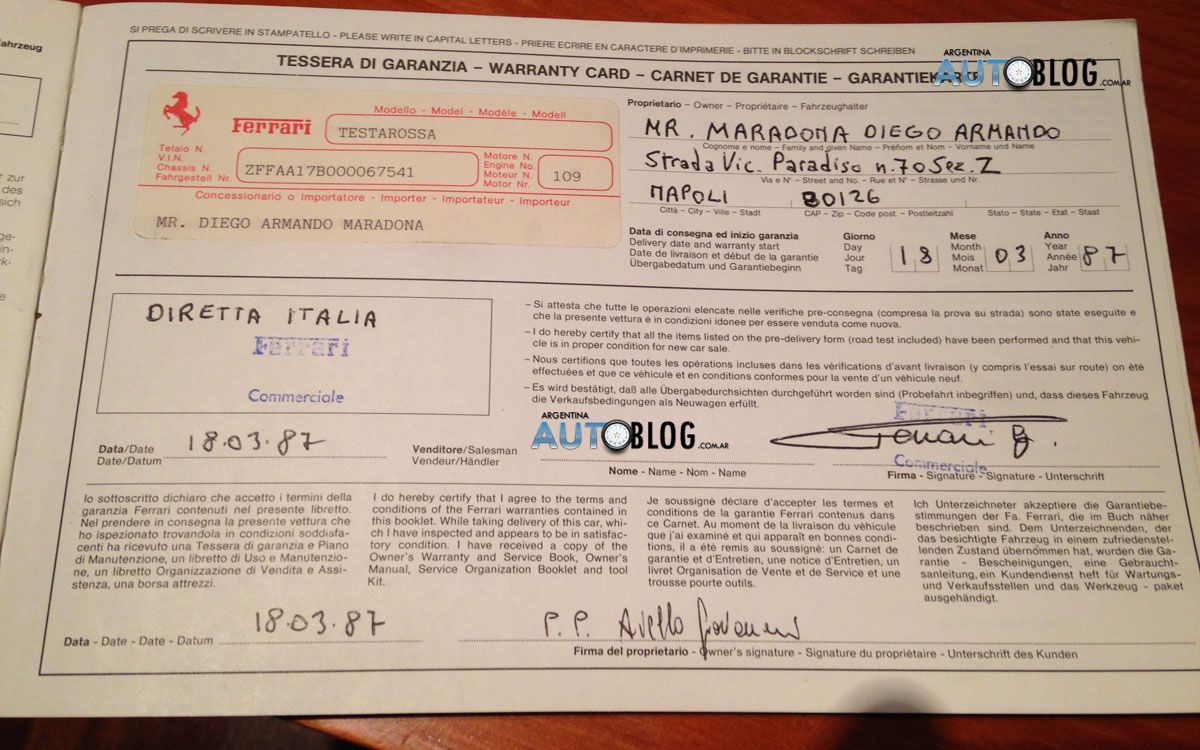 ahrzeug
SI PREGA DI SCRIVERE IN STAMPATELLO - PLEASE WRITE IN CAPITAL LETTERS - PRIERE ECRIRE EN CARACTERE D'IMPRIMERIE - BITTE IN BLOCKSCHRIFT SCHREIBEN
TESSERA DI GARANZIA – WARRANTY CARD – CARNET DE GARANTIE – GARANTIEKARTE
ARGENTINA
AUTOBLOG.COM.AR
Ferrari
Modello - Model - Modèle - Modell
TESTAROSSA
Telaio N.
V.I.N.
Chassis N.
Fahrgestell Nr.
ZFFAA17B000067541
Motore N.
Engine No.
Moteur N.
Motor Nr.
109
Concessionario o Importatore - Importer - Importateur - Importeur
MR. DIEGO ARMANDO MARADONA
Proprietario - Owner - Propriétaire - Fahrzeughalter
MR. MARADONA DIEGO ARMANDO
Cognome e nome - Family and given Name - Prénom et Nom - Vorname und Name
Strada Vic. Paradiso n.70 Sez. Z
Via e N° - Street and No. - Rue et N° - Strasse und Nr.
NAPOLI 80126
Città - City - Ville - Stadt CAP - Zip - Code post. - Postleitzahl Stato - State - Etat - Staat
Data di consegna ed inizio garanzia
Delivery date and warranty start
Date de livraison et début de la garantie
Übergabedatum und Garantiebeginn
Giorno
Day
Jour
Tag
18
Mese
Month
Mois
Monat
03
Anno
Year
Année
Jahr
87
DIRETTA ITALIA
Ferrari
Commerciale
– Si attesta che tutte le operazioni elencate nelle verifiche pre-consegna (compresa la prova su strada) sono state eseguite e
che la presente vettura è in condizioni idonee per essere venduta come nuova.
– I do hereby certify that all the items listed on the pre-delivery form (road test included) have been performed and that this vehi-
cle is in proper condition for new car sale.
– Nous certifions que toutes les opérations incluses dans les vérifications d'avant livraison (y compris l'essai sur route) on été
effectuées et que ce véhicule et en conditions conformes pour la vente d'un véhicule neuf.
– Es wird bestätigt, daß alle Übergabedurchsichten durchgeführt worden sind (Probefahrt inbegriffen) und, dass dieses Fahrzeug
die Verkaufsbedingungen als Neuwagen erfüllt.
ARGENTINA
AUTOBLOG.COM.AR
Ferrari
Commerciale
Data/Date
Date/Datum
18.03.87
Venditore/Salesman
Vendeur/Händler
Nome - Name - Nom - Name
Firma - Signature - Signature - Unterschrift
Io sottoscritto dichiaro che accetto i termini della
garanzia Ferrari contenuti nel presente libretto.
Nel prendere in consegna la presente vettura che
ho ispezionato trovandola in condizioni soddisfa-
centi ha ricevuto una Tessera di garanzia e Piano
di Manutenzione, un libretto di Uso e Manutenzio-
ne, un libretto Organizzazione di Vendita e Assi-
stenza, una borsa attrezzi.
I do hereby certify that I agree to the terms and
conditions of the Ferrari warranties contained in
this booklet. While taking delivery of this car, whi-
ch I have inspected and appears to be in satisfac-
tory condition. I have received a copy of the
Owner's Warranty and Service Book, Owner's
Manual, Service Organization Booklet and tool
Kit.
Je soussigné déclare d'accepter les termes et
conditions de la garantie Ferrari contenus dans
ce Carnet. Au moment de la livraison du véhicule
que j'ai examiné et qui apparaît en bonnes condi-
tions, il a été remis au soussigné: un Carnet de
garantie et d'Entretien, une notice d'Entretien, un
livret Organisation de Vente et de Service et une
trousse pourte outils.
Ich Unterzeichneter akzeptiere die Garantiebe-
stimmungen der Fa. Ferrari, die im Buch näher
beschrieben sind. Dem Unterzeichnenden, der
das besichtigte Fahrzeug in einem zufriedenstel-
lenden Zustand übernommen hat, wurden die Ga-
rantie - Bescheinigungen, eine Gebraucht-
sanleitung, ein Kundendienst heft für Wartungs-
und Verkaufsstellen und das Werkzeug - paket
ausgehändigt.
18.03.87
Data - Date - Date - Datum
P.P. Avello Giovanni
Firma del proprietario - Owner's signature - Signature du propriétaire - Unterschrift des Kunden